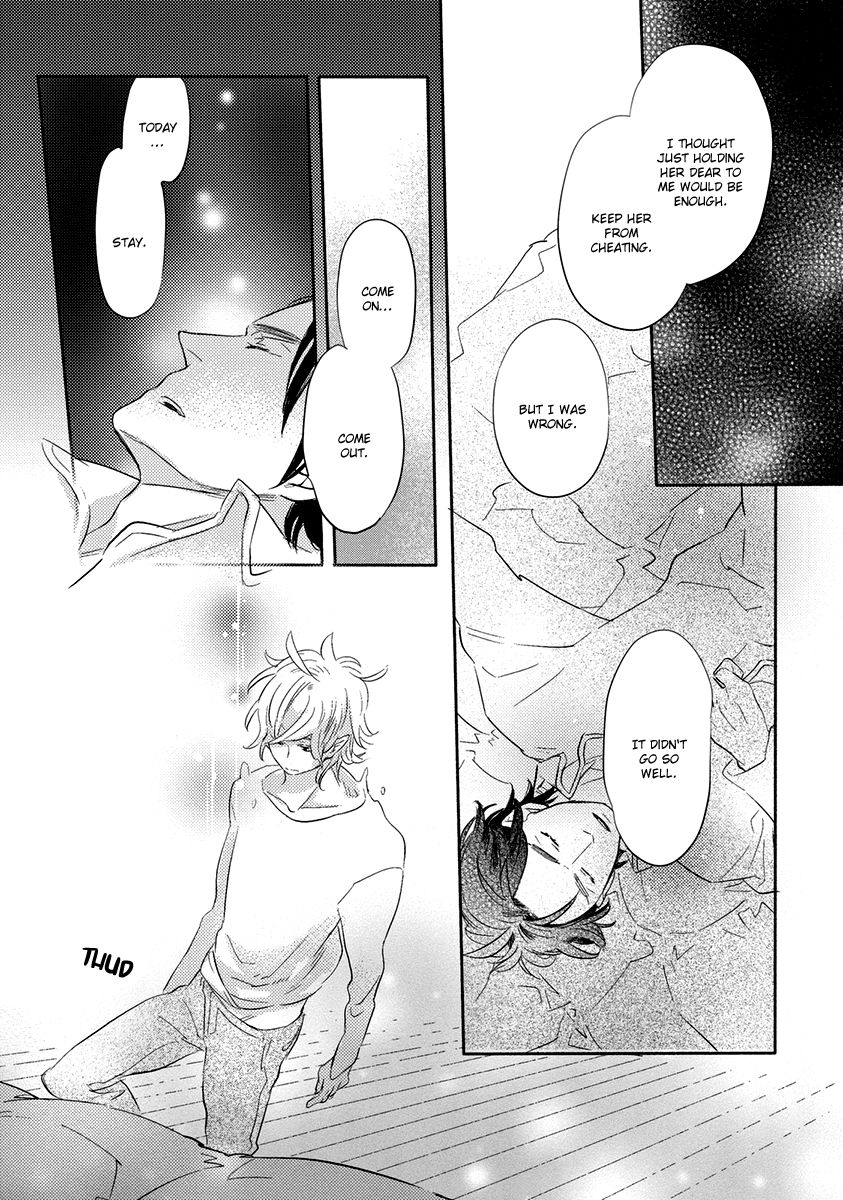 I THOUGHT
JUST HOLDING
HER DEAR TO
ME WOULD BE
ENOUGH.
KEEP HER
FROM
CHEATING.
BUT I WAS
WRONG.
IT DIDN'T
GO SO
WELL.
COME
ON...
COME
OUT.
TODAY
...
STAY.
THUD